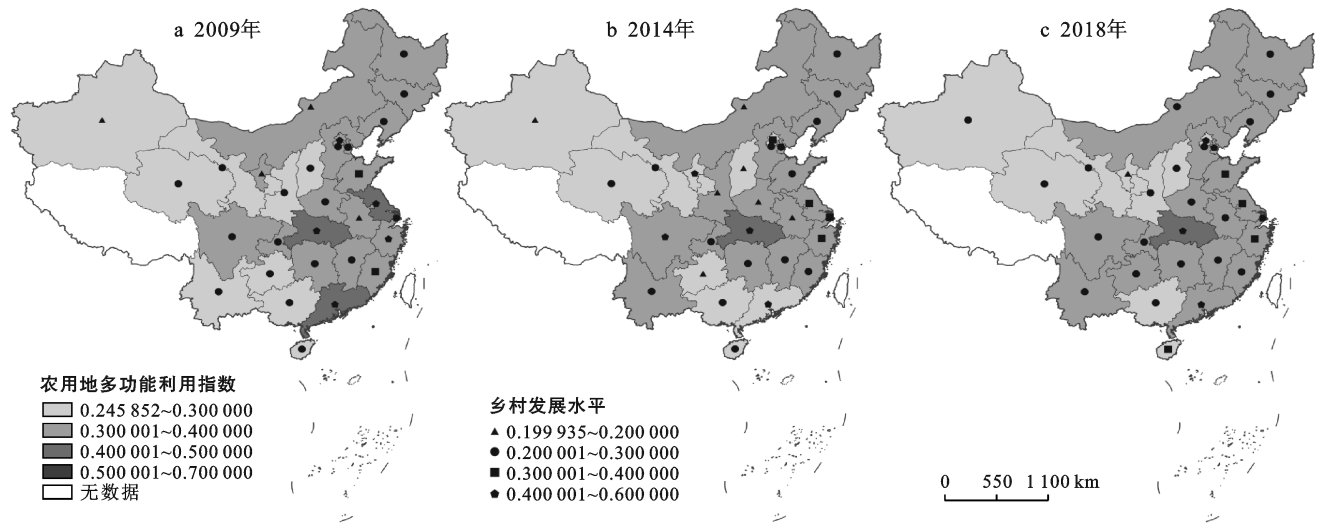 a 2009年
b 2014年
c 2018年
农用地多功能利用指数
0.245 852~0.300 000
0.300 001~0.400 000
0.400 001~0.500 000
0.500 001~0.700 000
无数据
乡村发展水平
0.199 935~0.200 000
0.200 001~0.300 000
0.300 001~0.400 000
0.400 001~0.600 000
0 550 1 100 km